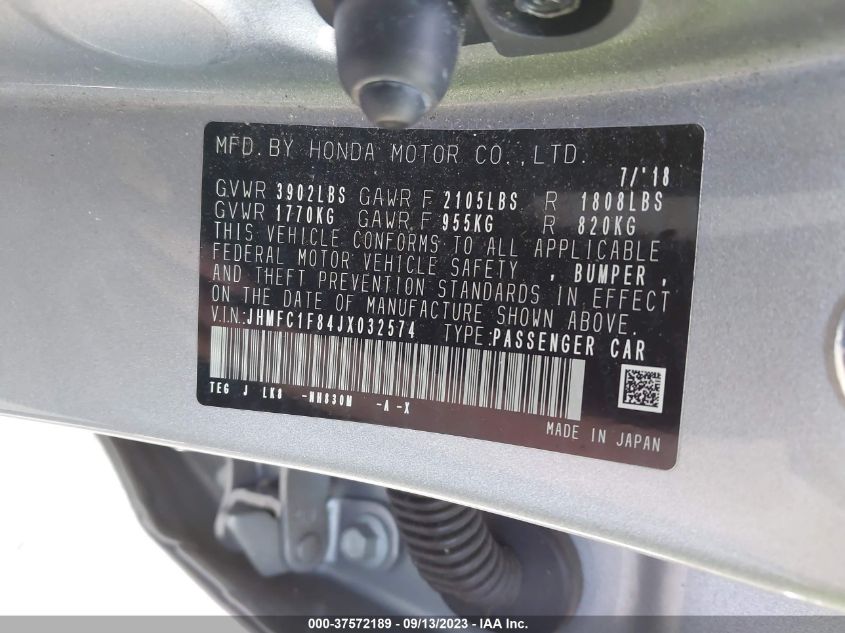 MFD. BY HONDA MOTOR CO., LTD.
7/'18
GVWR 3902LBS GAWR F 2105LBS R 1808LBS
GVWR 1770KG GAWR F 955KG R 820KG
THIS VEHICLE CONFORMS TO ALL APPLICABLE
FEDERAL MOTOR VEHICLE SAFETY , BUMPER ,
AND THEFT PREVENTION STANDARDS IN EFFECT
ON THE DATE OF MANUFACTURE SHOWN ABOVE.
V.I.N.:JHMFC1F84JX032574 TYPE:PASSENGER CAR
TEG J LK8 -NH830M -A -X
MADE IN JAPAN
000-37572189 - 09/13/2023 - IAA Inc.